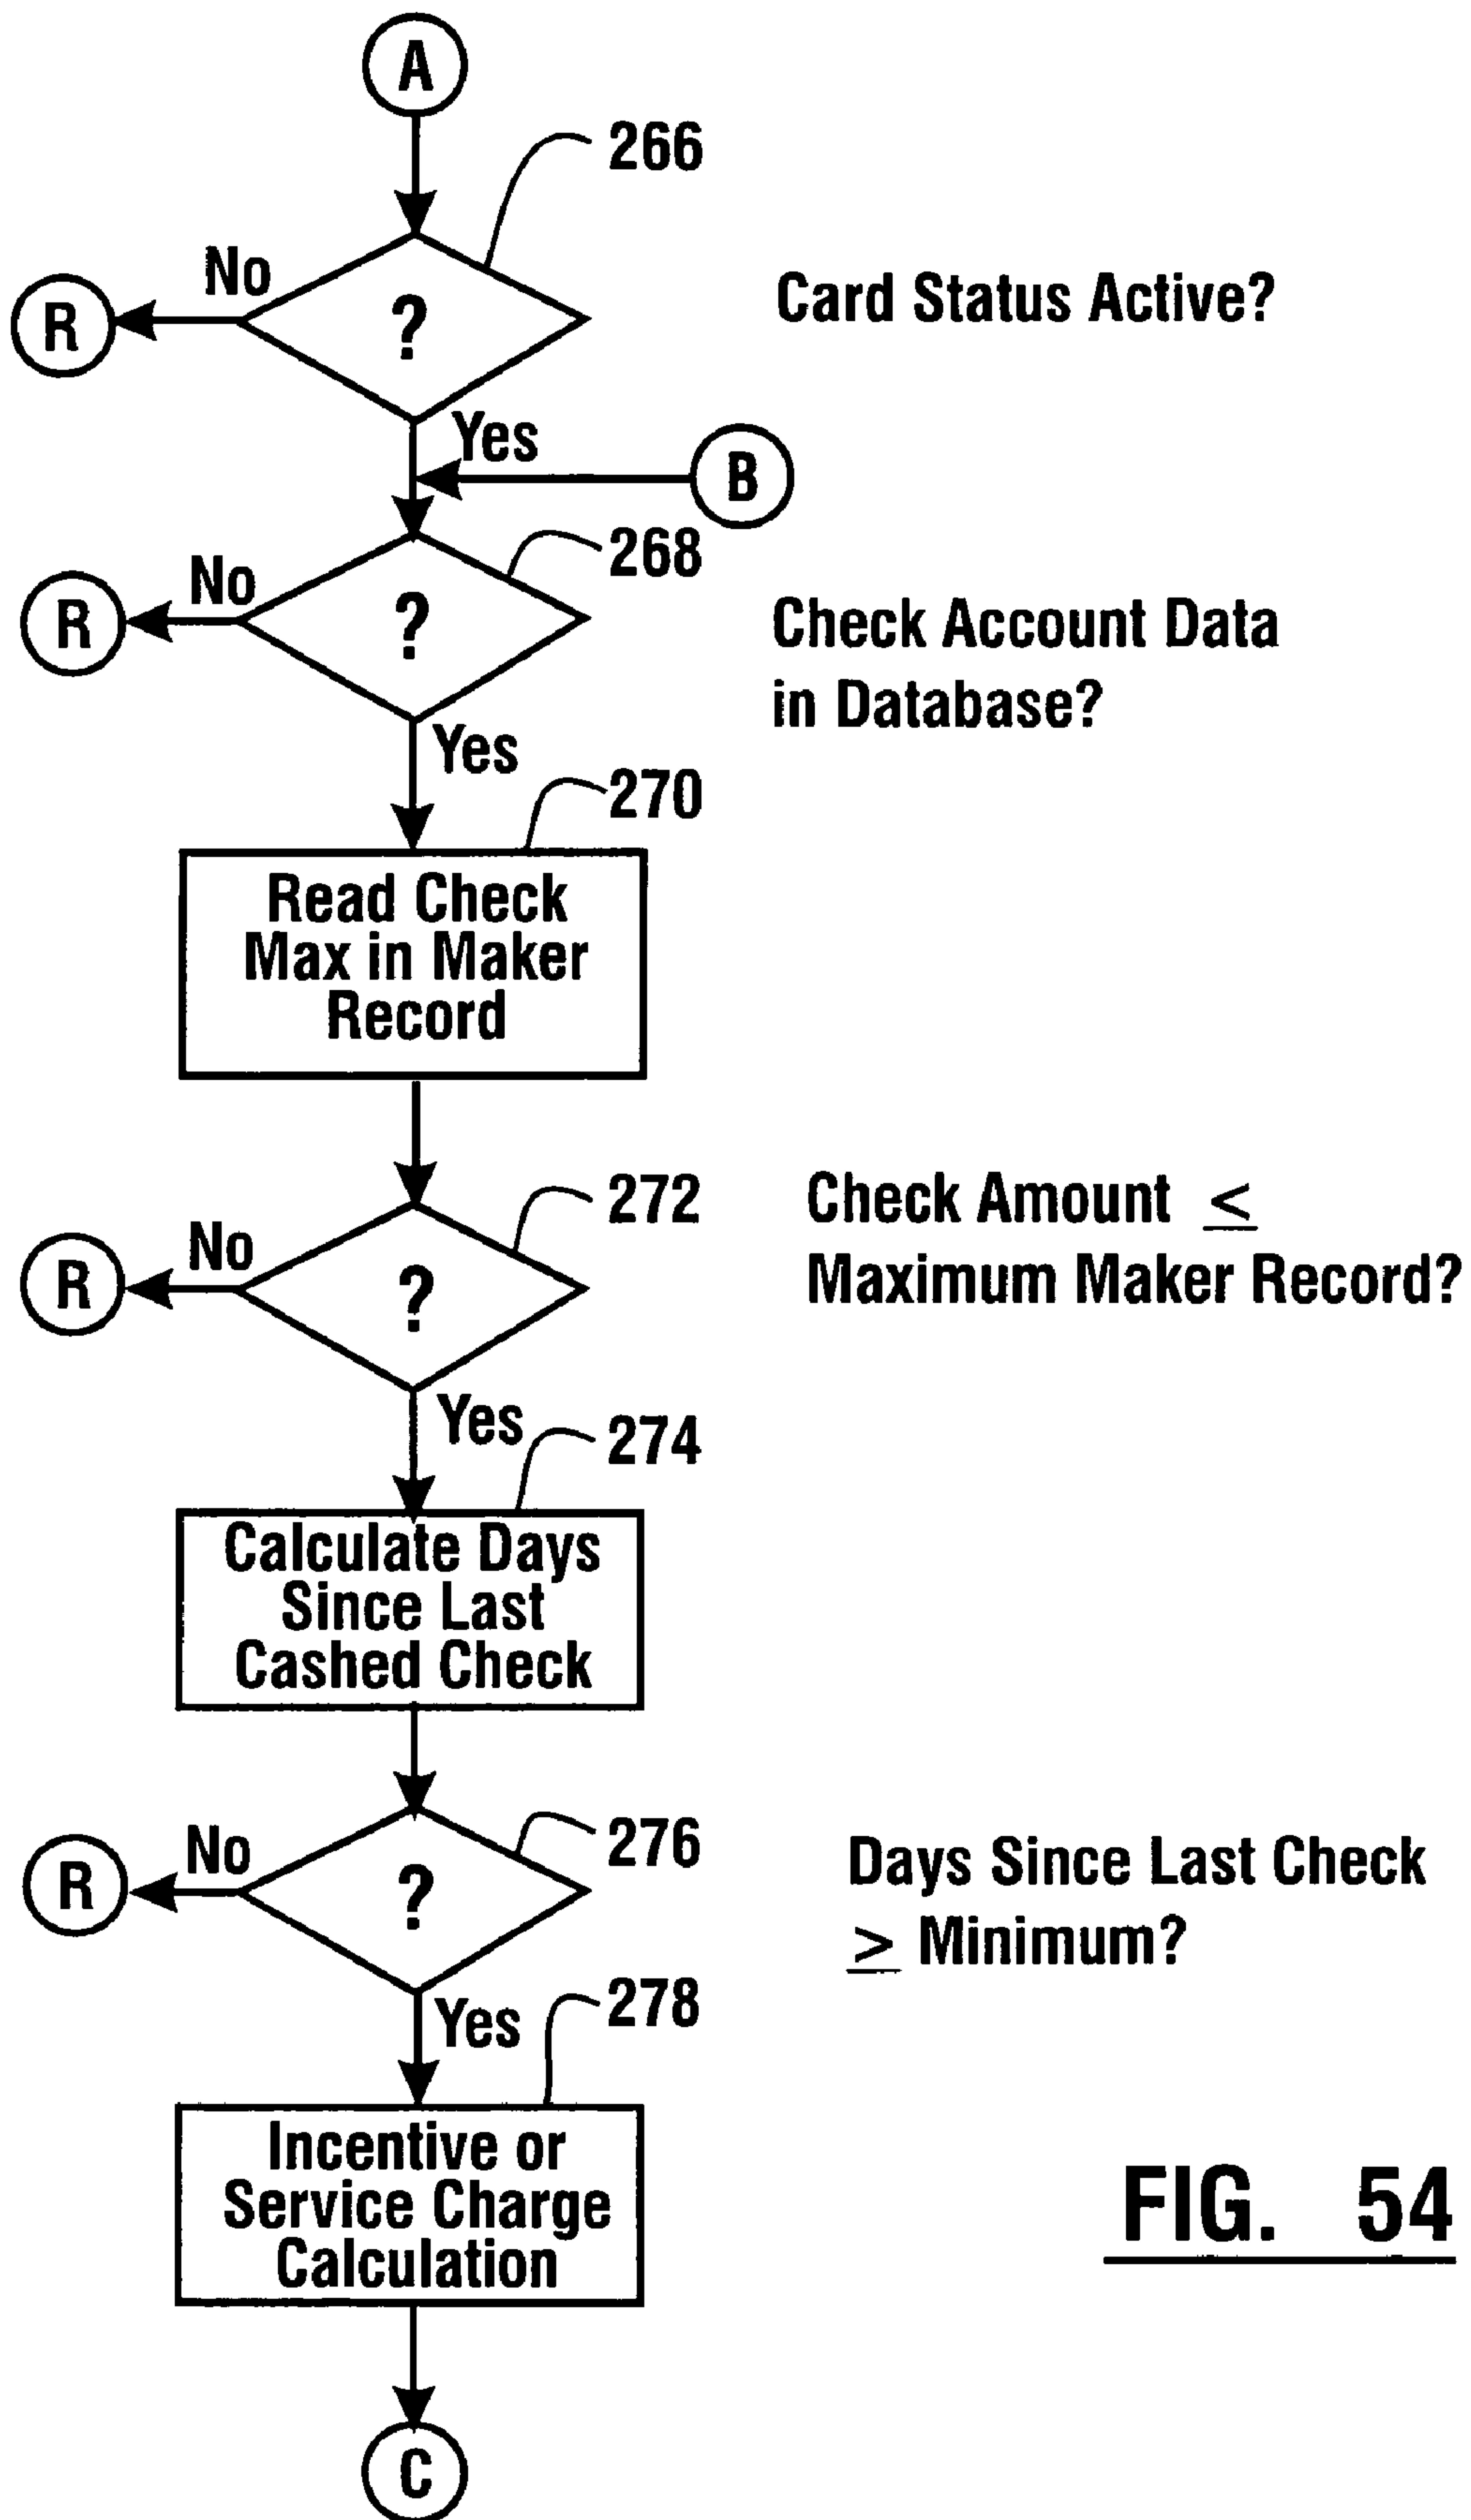 A
266
No
Card Status Active?
R
?
Yes
B
268
No
R
?
Check Account Data
in Database?
Yes
270
Read Check
Max in Maker
Record
272
Check Amount ≤
Maximum Maker Record?
No
R
?
Yes
274
Calculate Days
Since Last
Cashed Check
276
No
R
?
Days Since Last Check
≥ Minimum?
Yes
278
Incentive or
Service Charge
Calculation
FIG. 54
C